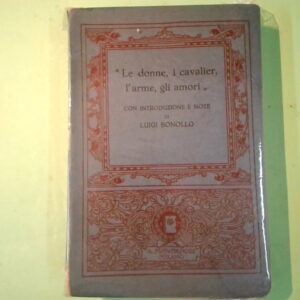 "Le donne, i cavalier,
l'arme, gli amori„
CON INTRODUZIONE E NOTE
DI
LUIGI BONOLLO